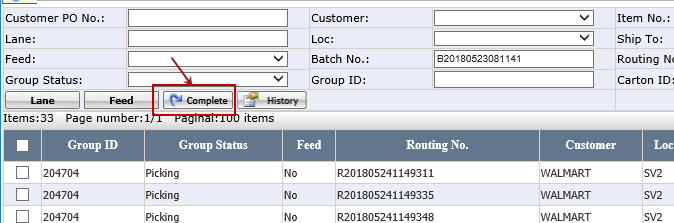 Customer PO No.: Customer: Item No.:
Lane: Loc: Ship To:
Feed: Batch No.: B20180523081141 Routing No
Group Status: Group ID: Carton ID:
Lane Feed Complete History
Items:33 Page number:1/1 Paginal:100 items
Group ID Group Status Feed Routing No. Customer Loc
204704 Picking No R201805241149311 WALMART SV2
204704 Picking No R201805241149335 WALMART SV2
204704 Picking No R201805241149348 WALMART SV2